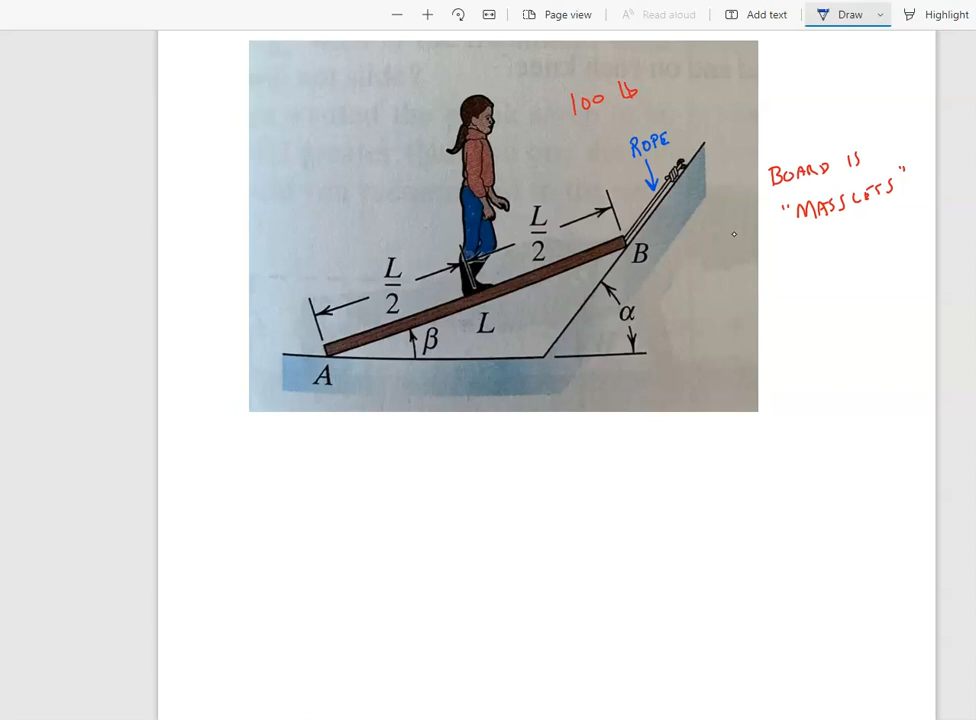 Page view
Read aloud
Add text
Draw
Highlight
100 lb
ROPE
BOARD IS
"MASSLESS"
L
2
L
2
B
L
α
β
A